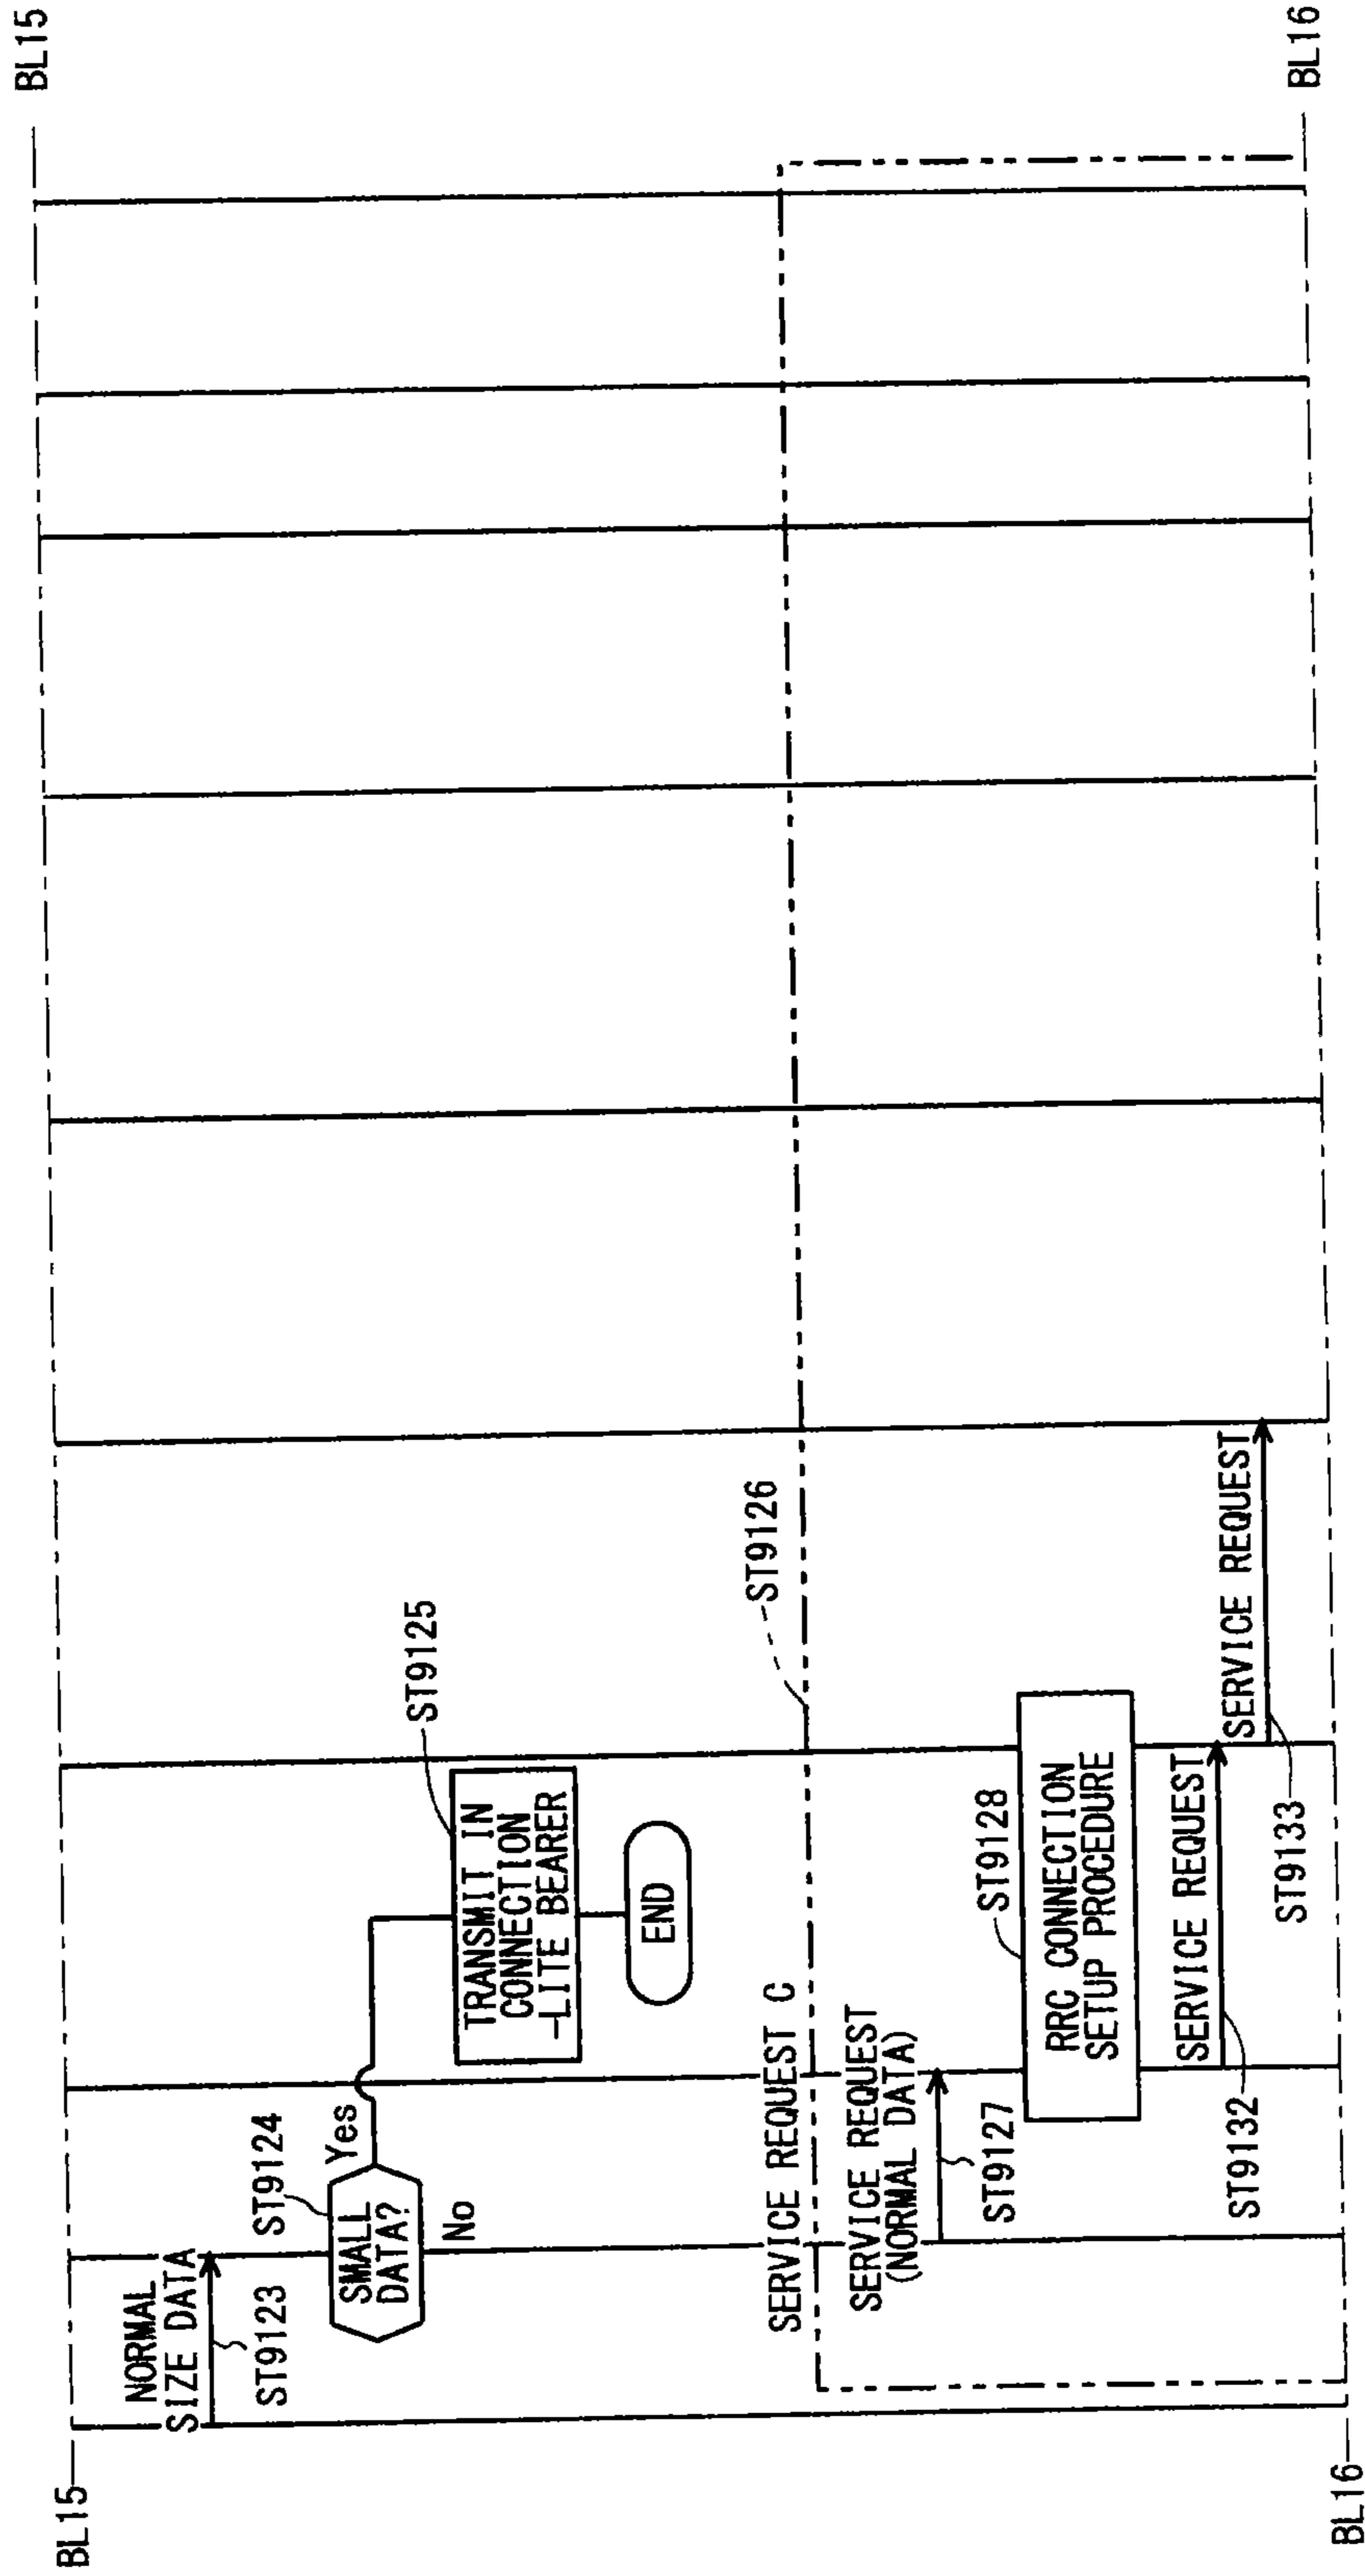 BL15
BL15
NORMAL
SIZE DATA
ST9123
ST9124
SMALL
DATA?
Yes
No
ST9125
TRANSMIT IN
CONNECTION
-LITE BEARER
END
ST9126
SERVICE REQUEST C
SERVICE REQUEST
(NORMAL DATA)
ST9127
ST9128
RRC CONNECTION
SETUP PROCEDURE
SERVICE REQUEST
ST9132
SERVICE REQUEST
ST9133
BL16
BL16